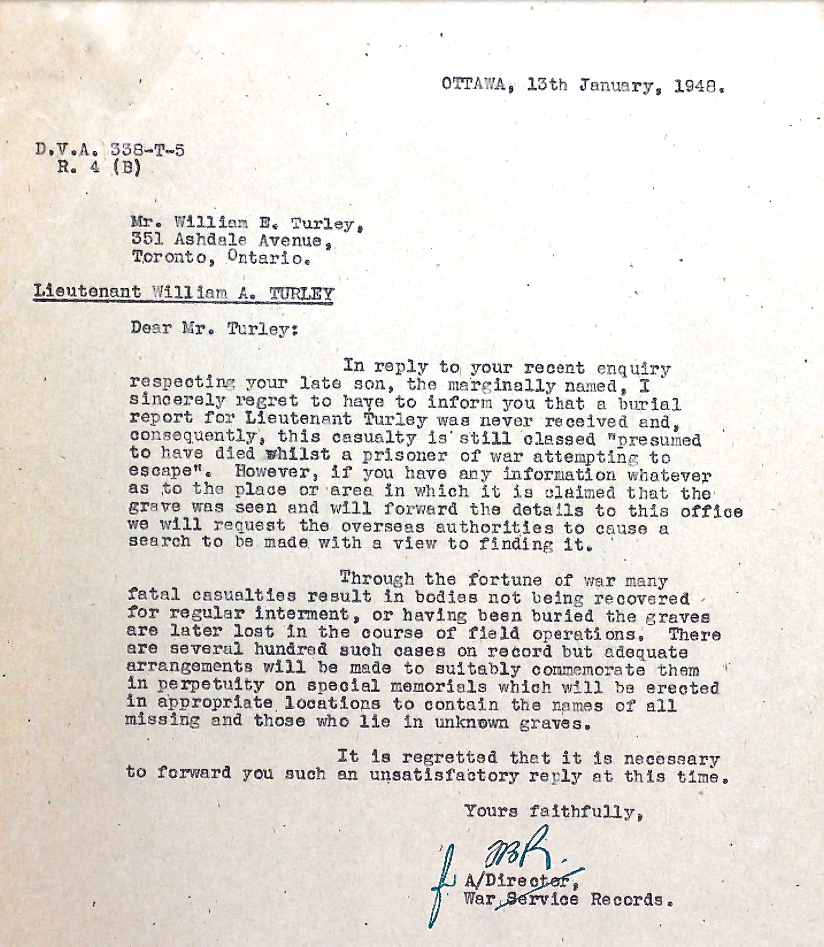 OTTAWA, 13th January, 1948.
D.V.A. 338-T-5
R. 4 (B)
Mr. William E. Turley,
351 Ashdale Avenue,
Toronto, Ontario.
Lieutenant William A. TURLEY
Dear Mr. Turley:
In reply to your recent enquiry
respecting your late son, the marginally named, I
sincerely regret to have to inform you that a burial
report for Lieutenant Turley was never received and,
consequently, this casualty is still classed "presumed
to have died whilst a prisoner of war attempting to
escape". However, if you have any information whatever
as to the place or area in which it is claimed that the
grave was seen and will forward the details to this office
we will request the overseas authorities to cause a
search to be made with a view to finding it.
Through the fortune of war many
fatal casualties result in bodies not being recovered
for regular interment, or having been buried the graves
are later lost in the course of field operations. There
are several hundred such cases on record but adequate
arrangements will be made to suitably commemorate them
in perpetuity on special memorials which will be erected
in appropriate locations to contain the names of all
missing and those who lie in unknown graves.
It is regretted that it is necessary
to forward you such an unsatisfactory reply at this time.
Yours faithfully,
A/Director,
War Service Records.